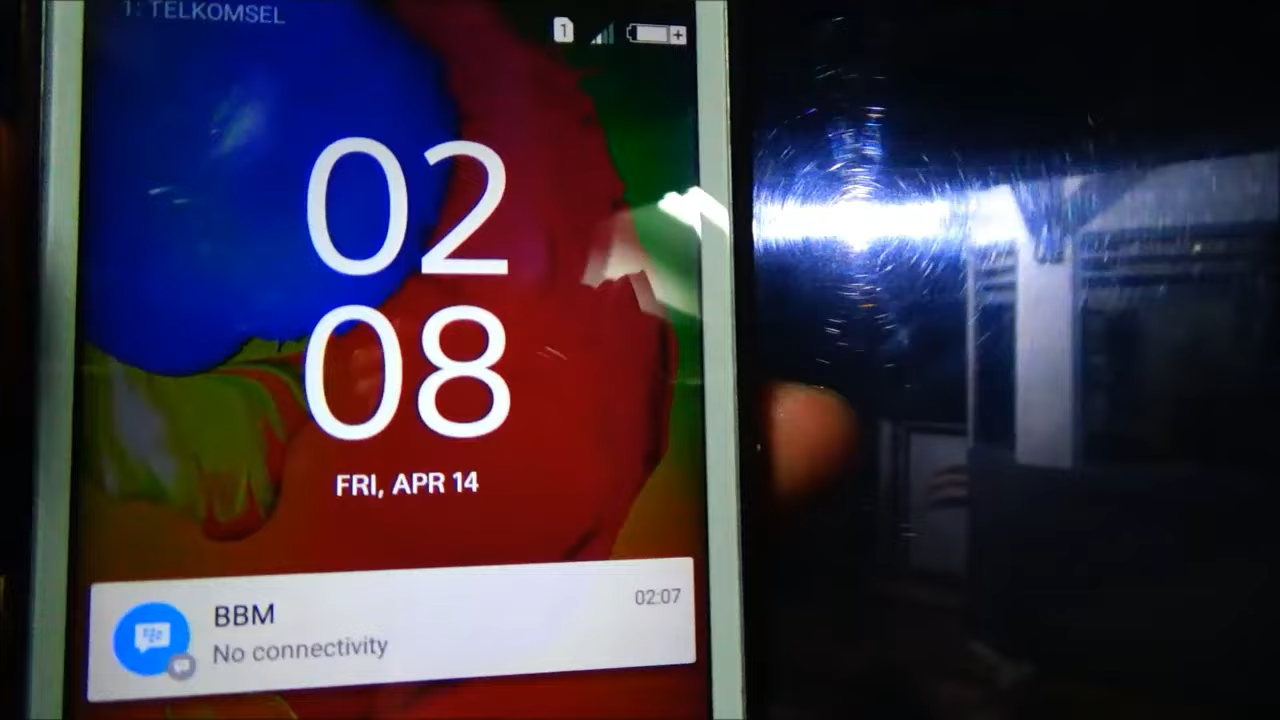 1: TELKOMSEL
1
02
08
FRI, APR 14
BBM
02:07
No connectivity